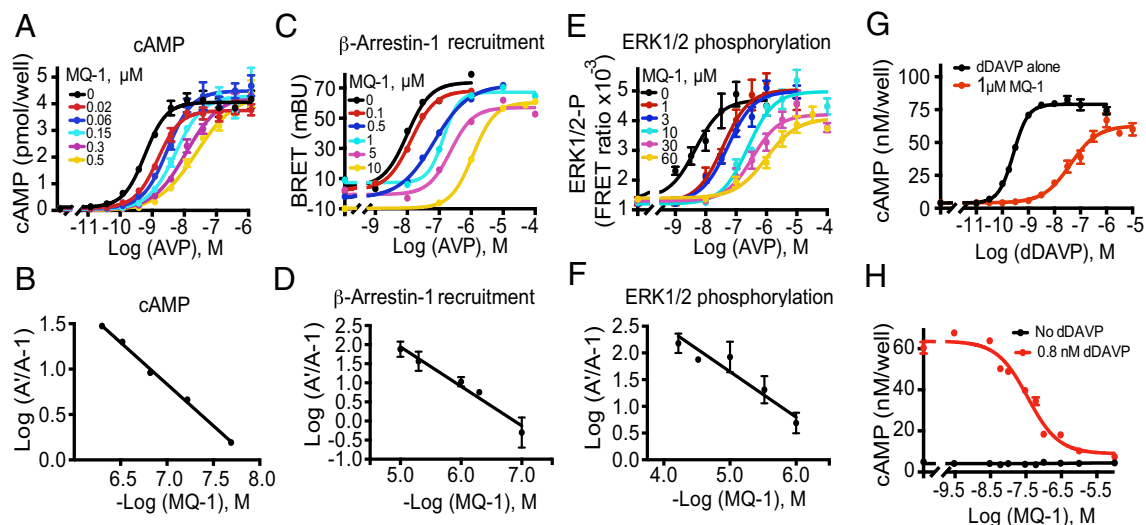 A
cAMP
MQ-1, µM
0
0.02
0.06
0.15
0.3
0.5
cAMP (pmol/well)
5
4
3
2
1
0
-11 -10 -9 -8 -7 -6
Log (AVP), M
C
β-Arrestin-1 recruitment
MQ-1, µM
0
0.1
0.5
1
5
10
BRET (mBU)
70
50
30
10
-10
-9 -8 -7 -6 -5 -4
Log (AVP), M
E
ERK1/2 phosphorylation
MQ-1, µM
0
1
3
10
30
60
ERK1/2-P
(FRET ratio x10⁻³)
6
5
4
3
2
1
-9 -8 -7 -6 -5 -4
Log (AVP), M
G
dDAVP alone
1µM MQ-1
cAMP (nM/well)
100
75
50
25
0
-11 -10 -9 -8 -7 -6 -5
Log (dDAVP), M
B
cAMP
Log (A'/A-1)
1.5
1.0
0.5
0.0
6.5 7.0 7.5 8.0
-Log (MQ-1), M
D
β-Arrestin-1 recruitment
Log (A'/A-1)
2.5
2.0
1.5
1.0
0.5
0.0
-1.0
5.0 6.0 7.0
-Log (MQ-1), M
F
ERK1/2 phosphorylation
Log (A'/A-1)
2.5
2.0
1.5
1.0
0.5
0.0
4.0 5.0 6.0
-Log (MQ-1), M
H
No dDAVP
0.8 nM dDAVP
cAMP (nM/well)
60
40
20
0
-9.5 -8.5 -7.5 -6.5 -5.5
Log (MQ-1), M